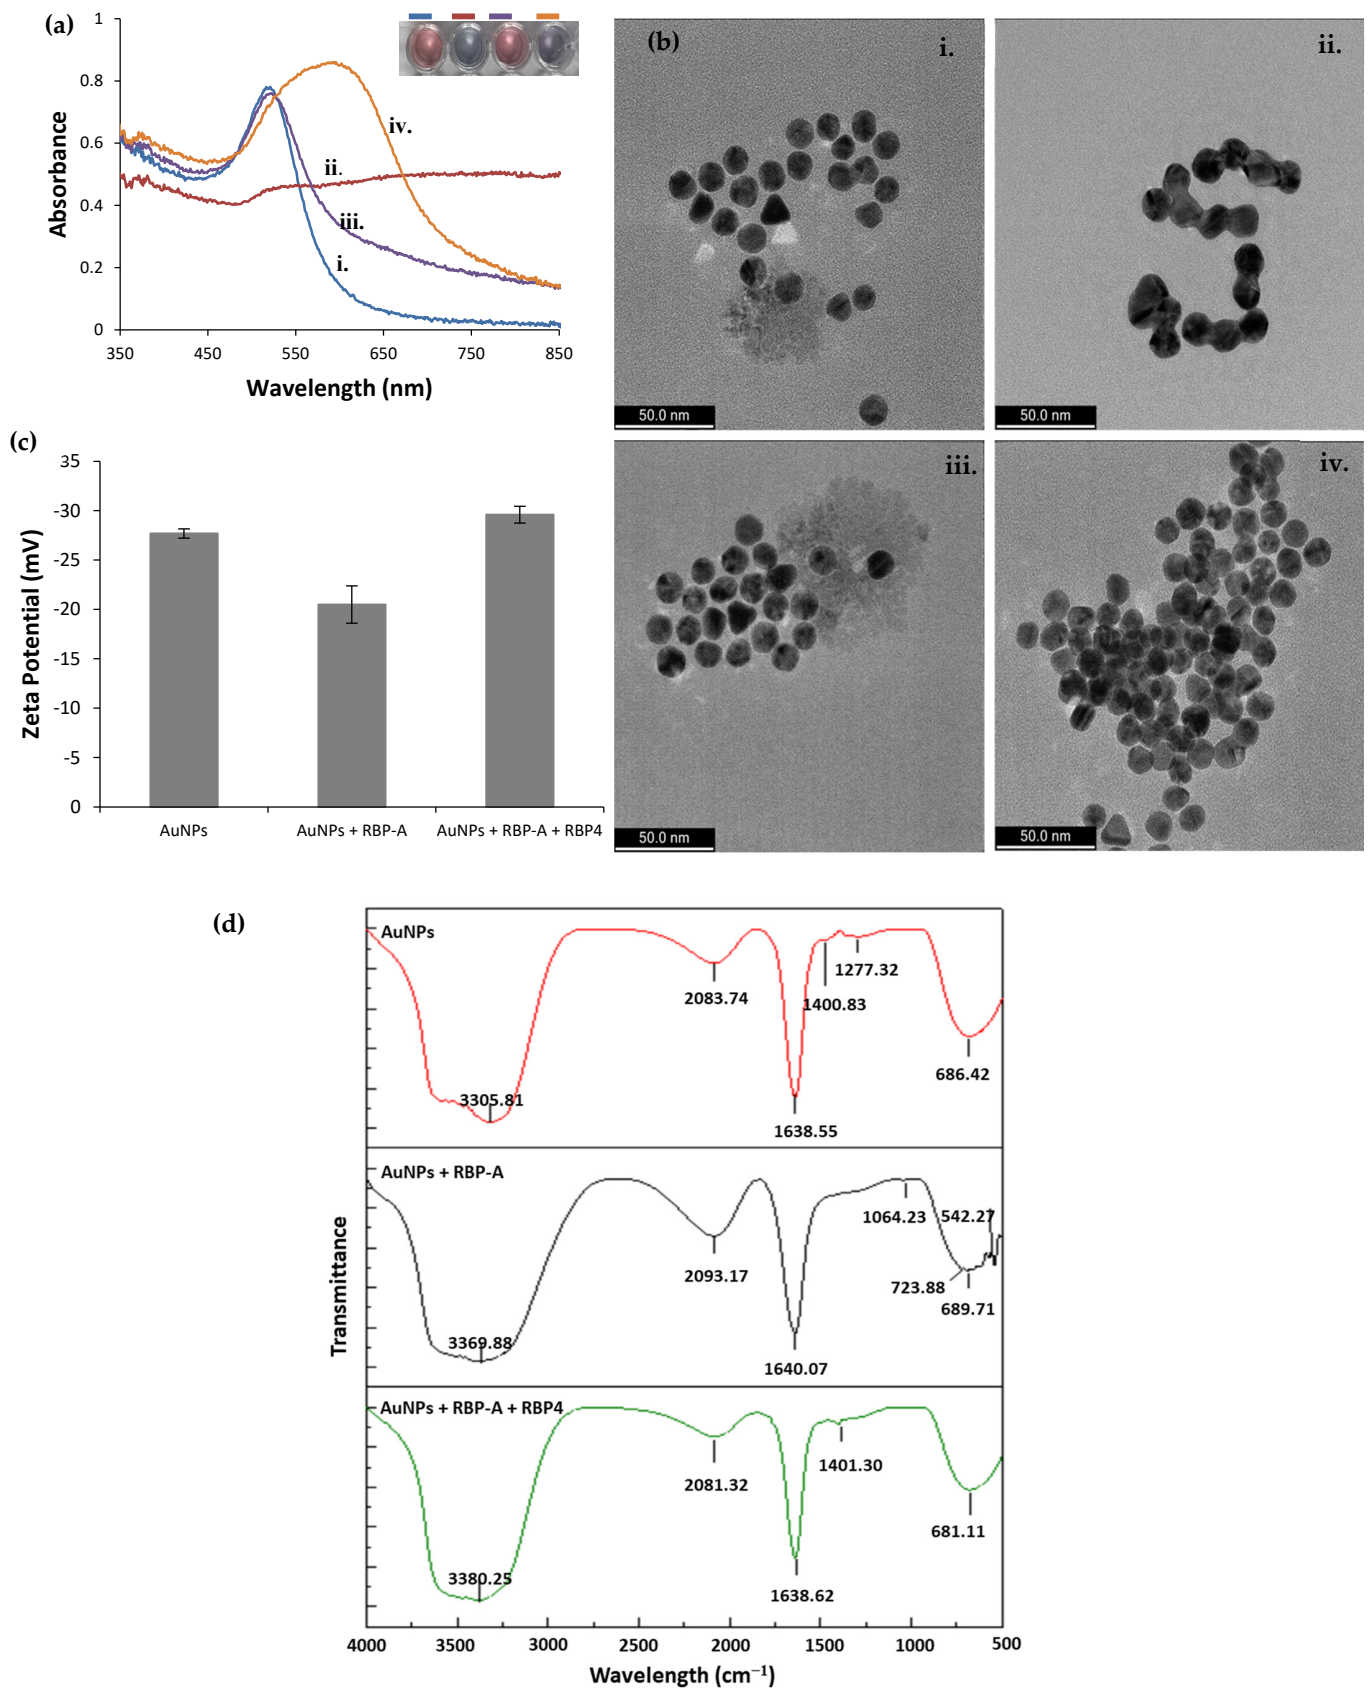 (a)
1
0.8
0.6
0.4
0.2
0
Absorbance
iv.
ii.
iii.
i.
350 450 550 650 750 850
Wavelength (nm)
(b)
i.
50.0 nm
ii.
50.0 nm
iii.
50.0 nm
iv.
50.0 nm
(c)
35
-30
-25
-20
-15
-10
-5
0
Zeta Potential (mV)
AuNPs AuNPs + RBP-A AuNPs + RBP-A + RBP4
(d)
AuNPs
3305.81
2083.74
1638.55
1400.83
1277.32
686.42
AuNPs + RBP-A
3369.88
2093.17
1640.07
1064.23
723.88
689.71
542.27
AuNPs + RBP-A + RBP4
3380.25
2081.32
1638.62
1401.30
681.11
Transmittance
4000 3500 3000 2500 2000 1500 1000 500
Wavelength (cm⁻¹)